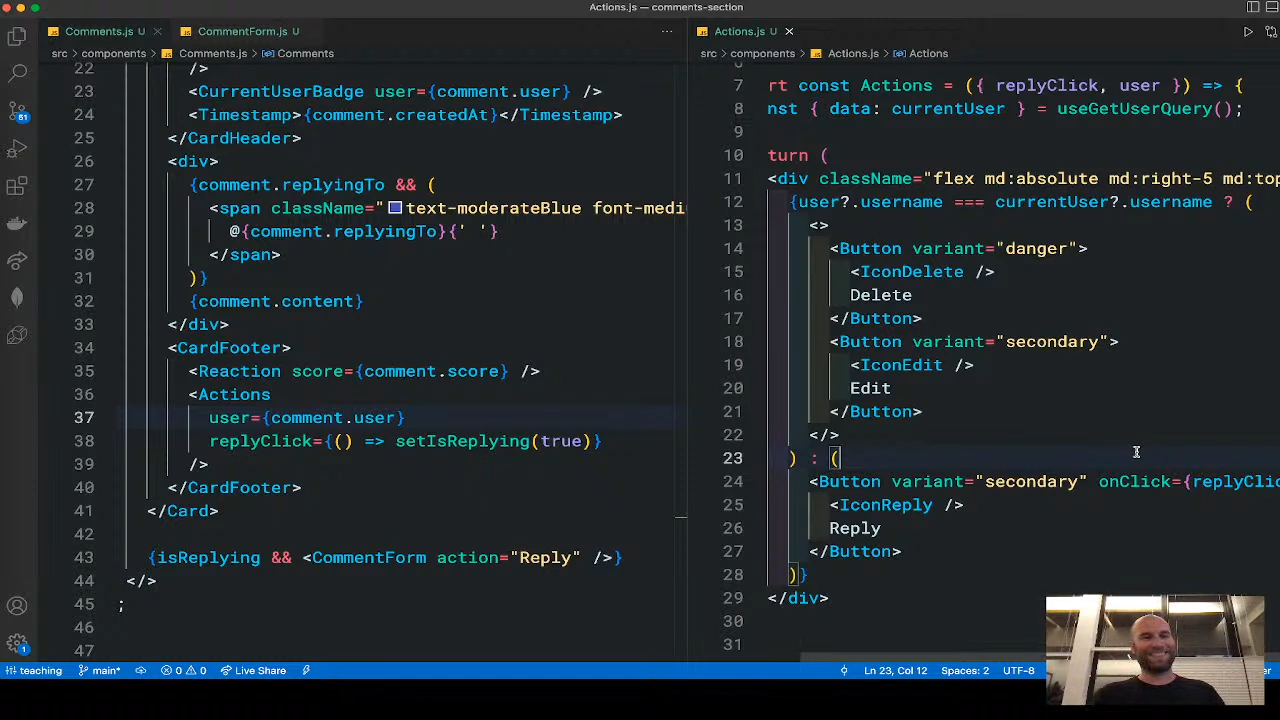 Actions.js — comments-section
Comments.js U
CommentForm.js U
src > components > Comments.js > Comments
22 />
23 <CurrentUserBadge user={comment.user} />
24 <Timestamp>{comment.createdAt}</Timestamp>
25 </CardHeader>
26 <div>
27 {comment.replyingTo && (
28 <span className="text-moderateBlue font-medi
29 @{comment.replyingTo}{' '}
30 </span>
31 )}
32 {comment.content}
33 </div>
34 <CardFooter>
35 <Reaction score={comment.score} />
36 <Actions
37 user={comment.user}
38 replyClick={() => setIsReplying(true)}
39 />
40 </CardFooter>
41 </Card>
42
43 {isReplying && <CommentForm action="Reply" />}
44 </>
45 ;
46
47
Actions.js U
src > components > Actions.js > Actions
7 rt const Actions = ({ replyClick, user }) => {
8 nst { data: currentUser } = useGetUserQuery();
9
10 turn (
11 <div className="flex md:absolute md:right-5 md:top
12 {user?.username === currentUser?.username ? (
13 <>
14 <Button variant="danger">
15 <IconDelete />
16 Delete
17 </Button>
18 <Button variant="secondary">
19 <IconEdit />
20 Edit
21 </Button>
22 </>
23 ) : (
24 <Button variant="secondary" onClick={replyClic
25 <IconReply />
26 Reply
27 </Button>
28 )}
29 </div>
30
31
51
1
teaching main* 0 0 Live Share Ln 23, Col 12 Spaces: 2 UTF-8